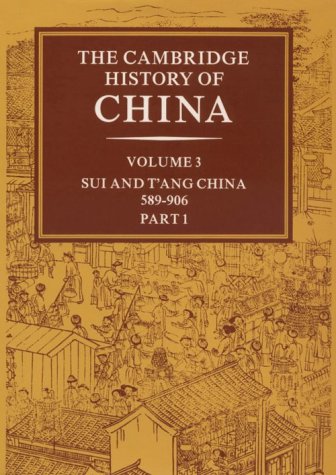 THE CAMBRIDGE
HISTORY OF
CHINA
VOLUME 3
SUI AND T'ANG CHINA
589-906
PART 1